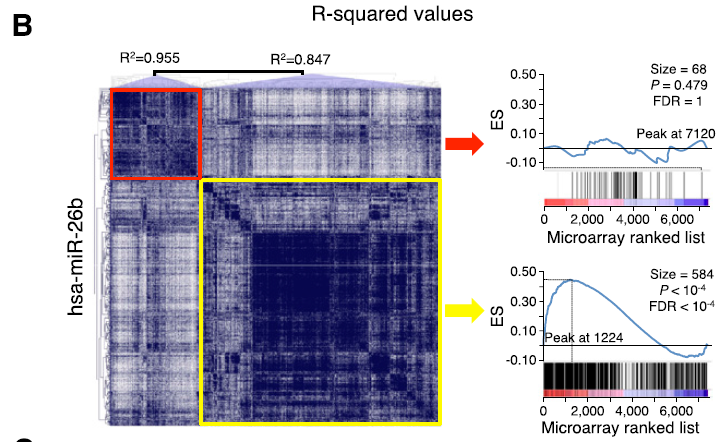 B
R-squared values
R²=0.955
R²=0.847
hsa-miR-26b
Size = 68
P = 0.479
FDR = 1
Peak at 7120
ES
0.50
0.30
0.10
-0.10
0 2,000 4,000 6,000
Microarray ranked list
Size = 584
P < 10⁻⁴
FDR < 10⁻⁴
Peak at 1224
ES
0.50
0.30
0.10
-0.10
0 2,000 4,000 6,000
Microarray ranked list